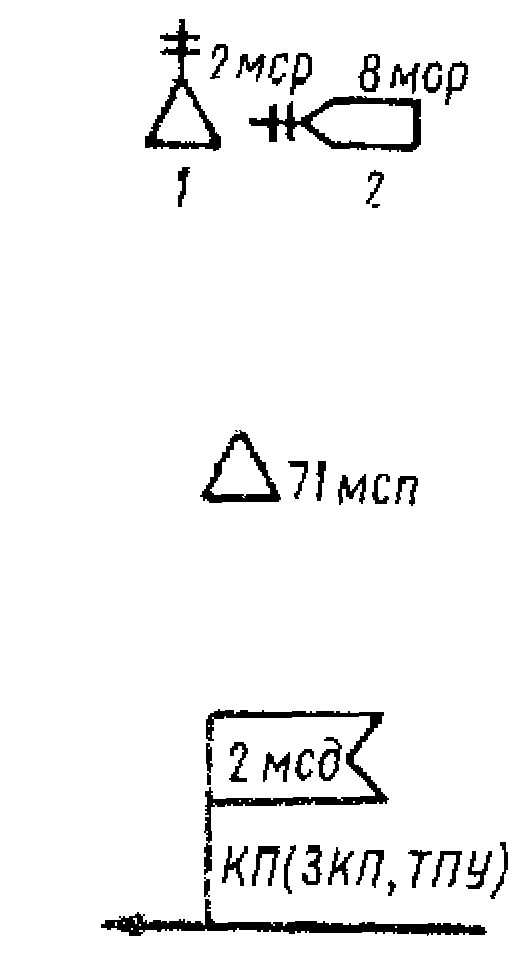 2 мср 8 мср
1 2
71 мсп
2 мсд
КП(ЗКП, ТПУ)